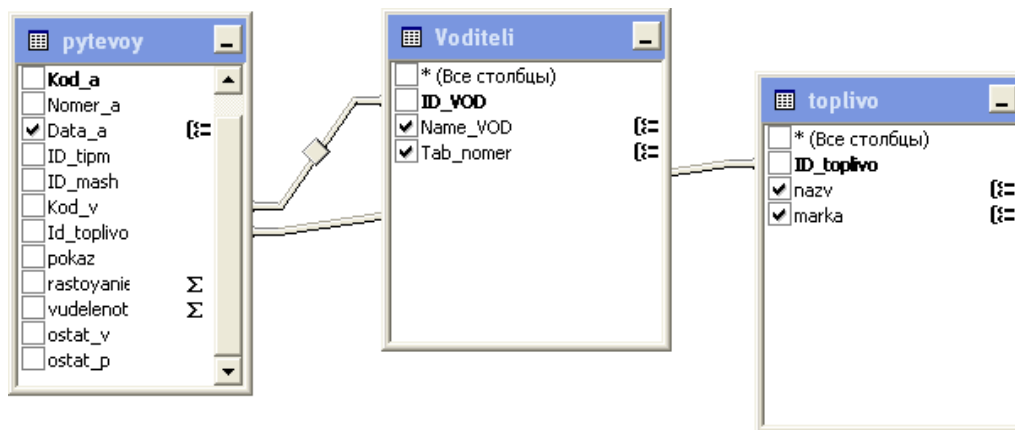 pytevoy
Kod_a
Nomer_a
Data_a
ID_tipm
ID_mash
Kod_v
Id_toplivo
pokaz
rastoyanie Σ
vudelenot Σ
ostat_v
ostat_p
Voditeli
* (Все столбцы)
ID_VOD
Name_VOD
Tab_nomer
toplivo
* (Все столбцы)
ID_toplivo
nazv
marka